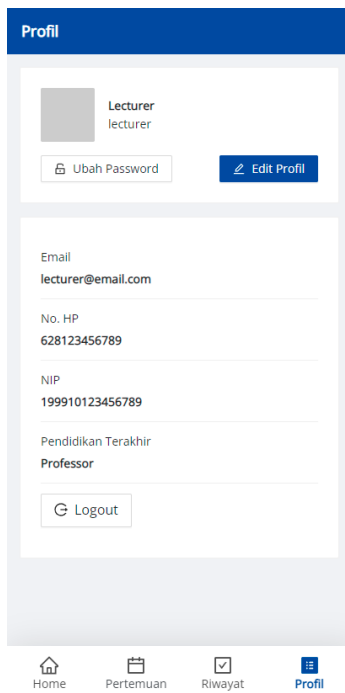 Profil
Lecturer
lecturer
Ubah Password
Edit Profil
Email
lecturer@email.com
No. HP
628123456789
NIP
199910123456789
Pendidikan Terakhir
Professor
Logout
Home
Pertemuan
Riwayat
Profil